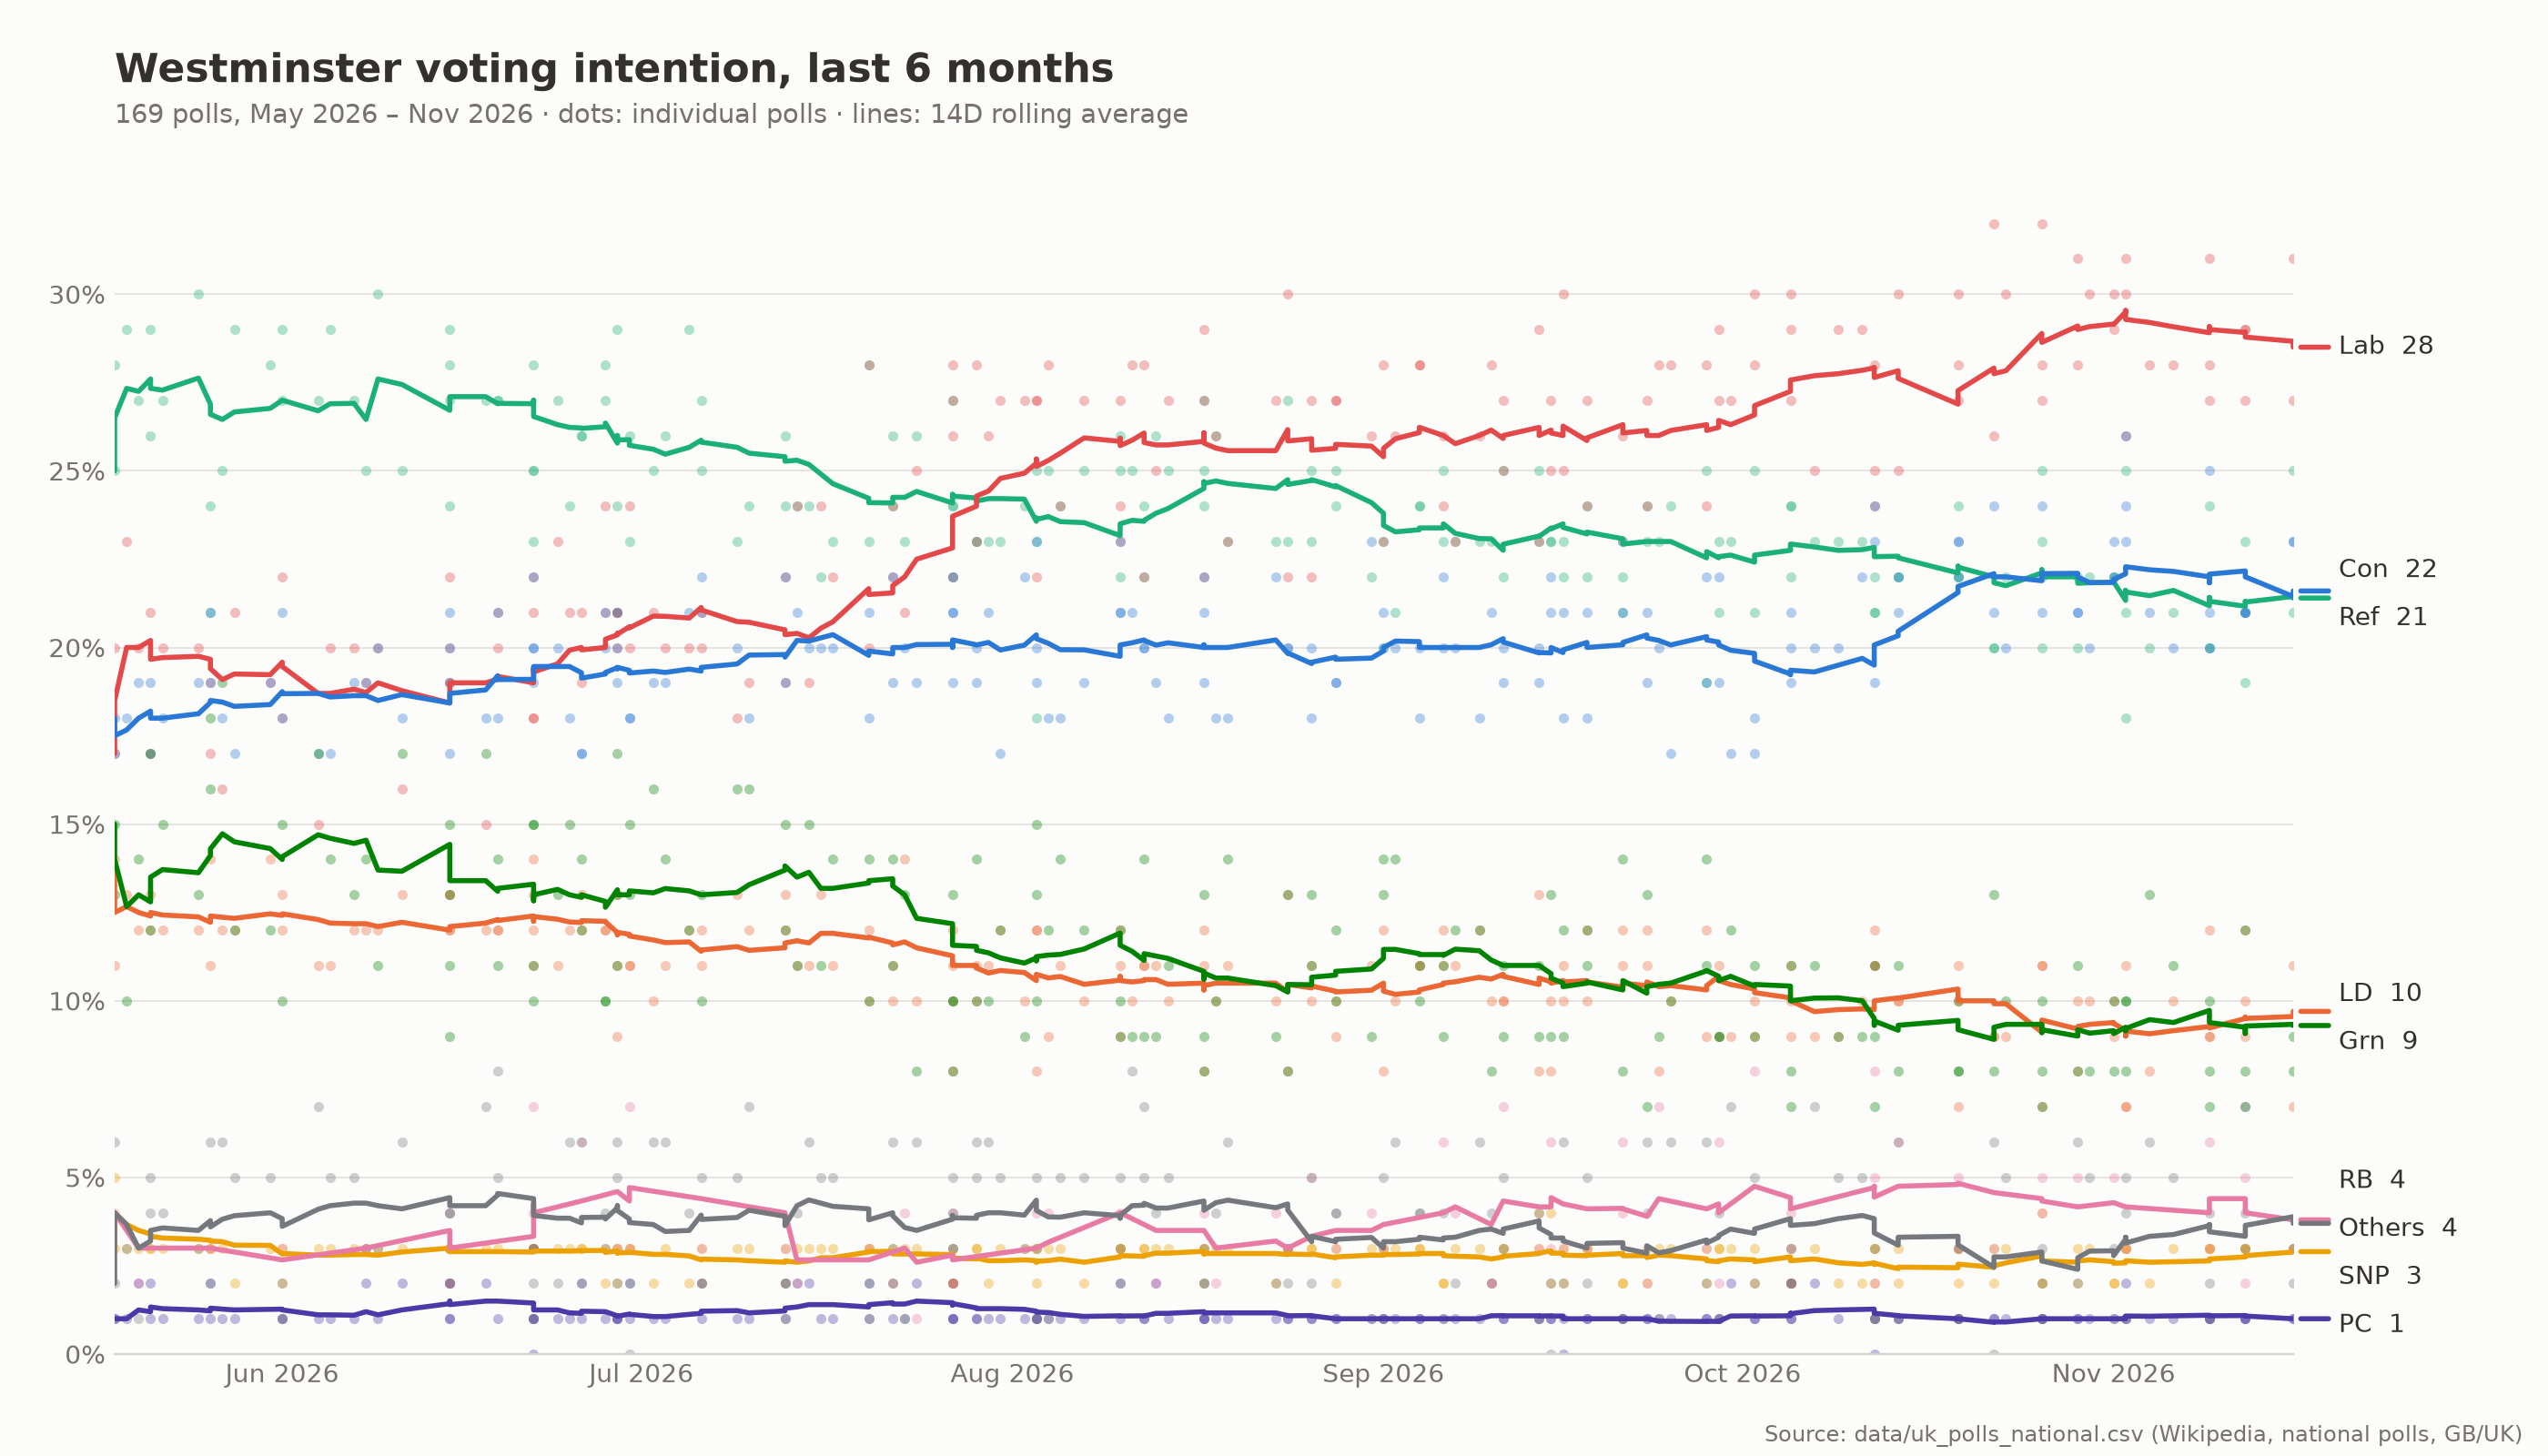 Westminster voting intention, last 6 months
169 polls, May 2026 – Nov 2026 · dots: individual polls · lines: 14D rolling average
30%
25%
20%
15%
10%
5%
0%
Lab 28
Con 22
Ref 21
LD 10
Grn 9
RB 4
Others 4
SNP 3
PC 1
Jun 2026
Jul 2026
Aug 2026
Sep 2026
Oct 2026
Nov 2026
Source: data/uk_polls_national.csv (Wikipedia, national polls, GB/UK)